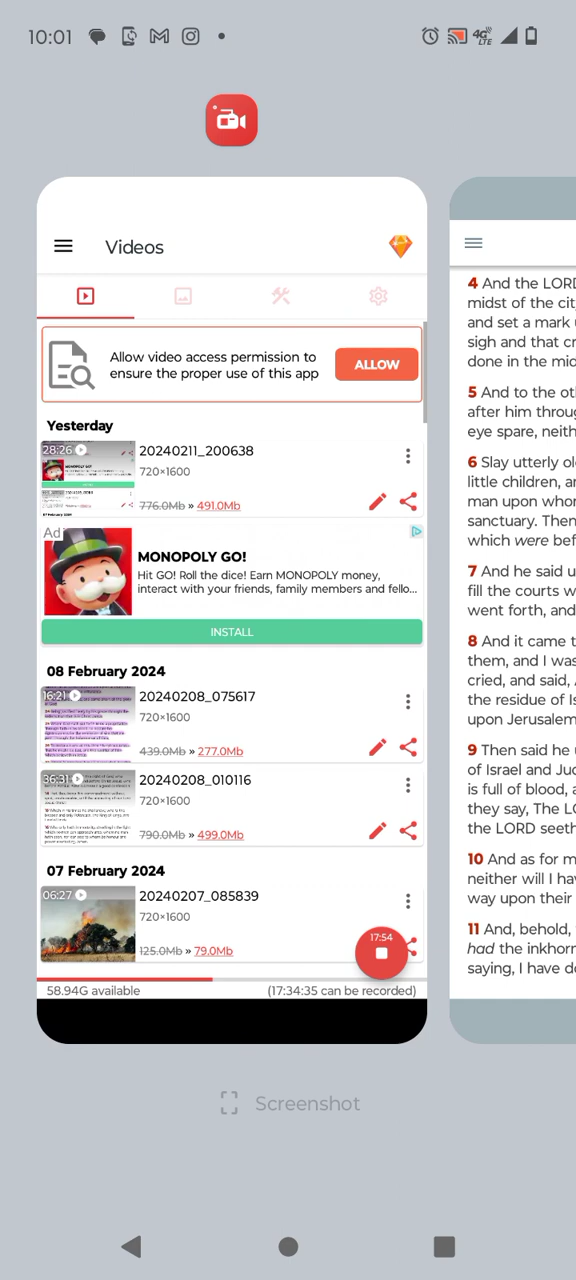 10:01
4G LTE
Videos
Allow video access permission to
ensure the proper use of this app
ALLOW
Yesterday
28:26
20240211_200638
720×1600
776.0Mb » 491.0Mb
Ad
MONOPOLY GO!
Hit GO! Roll the dice! Earn MONOPOLY money,
interact with your friends, family members and fello...
INSTALL
08 February 2024
16:21
20240208_075617
720×1600
439.0Mb » 277.0Mb
36:31
20240208_010116
720×1600
790.0Mb » 499.0Mb
07 February 2024
06:27
20240207_085839
720×1600
125.0Mb » 79.0Mb
17:54
58.94G available
(17:34:35 can be recorded)
4 And the LORD
midst of the cit
and set a mark
sigh and that cr
done in the mid
5 And to the oth
after him throug
eye spare, neith
6 Slay utterly ol
little children, a
man upon whor
sanctuary. Then
which were bef
7 And he said u
fill the courts w
went forth, and
8 And it came t
them, and I was
cried, and said,
the residue of Is
upon Jerusalem
9 Then said he
of Israel and Juc
is full of blood, a
they say, The LO
the LORD seeth
10 And as for m
neither will I hav
way upon their
11 And, behold,
had the inkhorn
saying, I have do
Screenshot